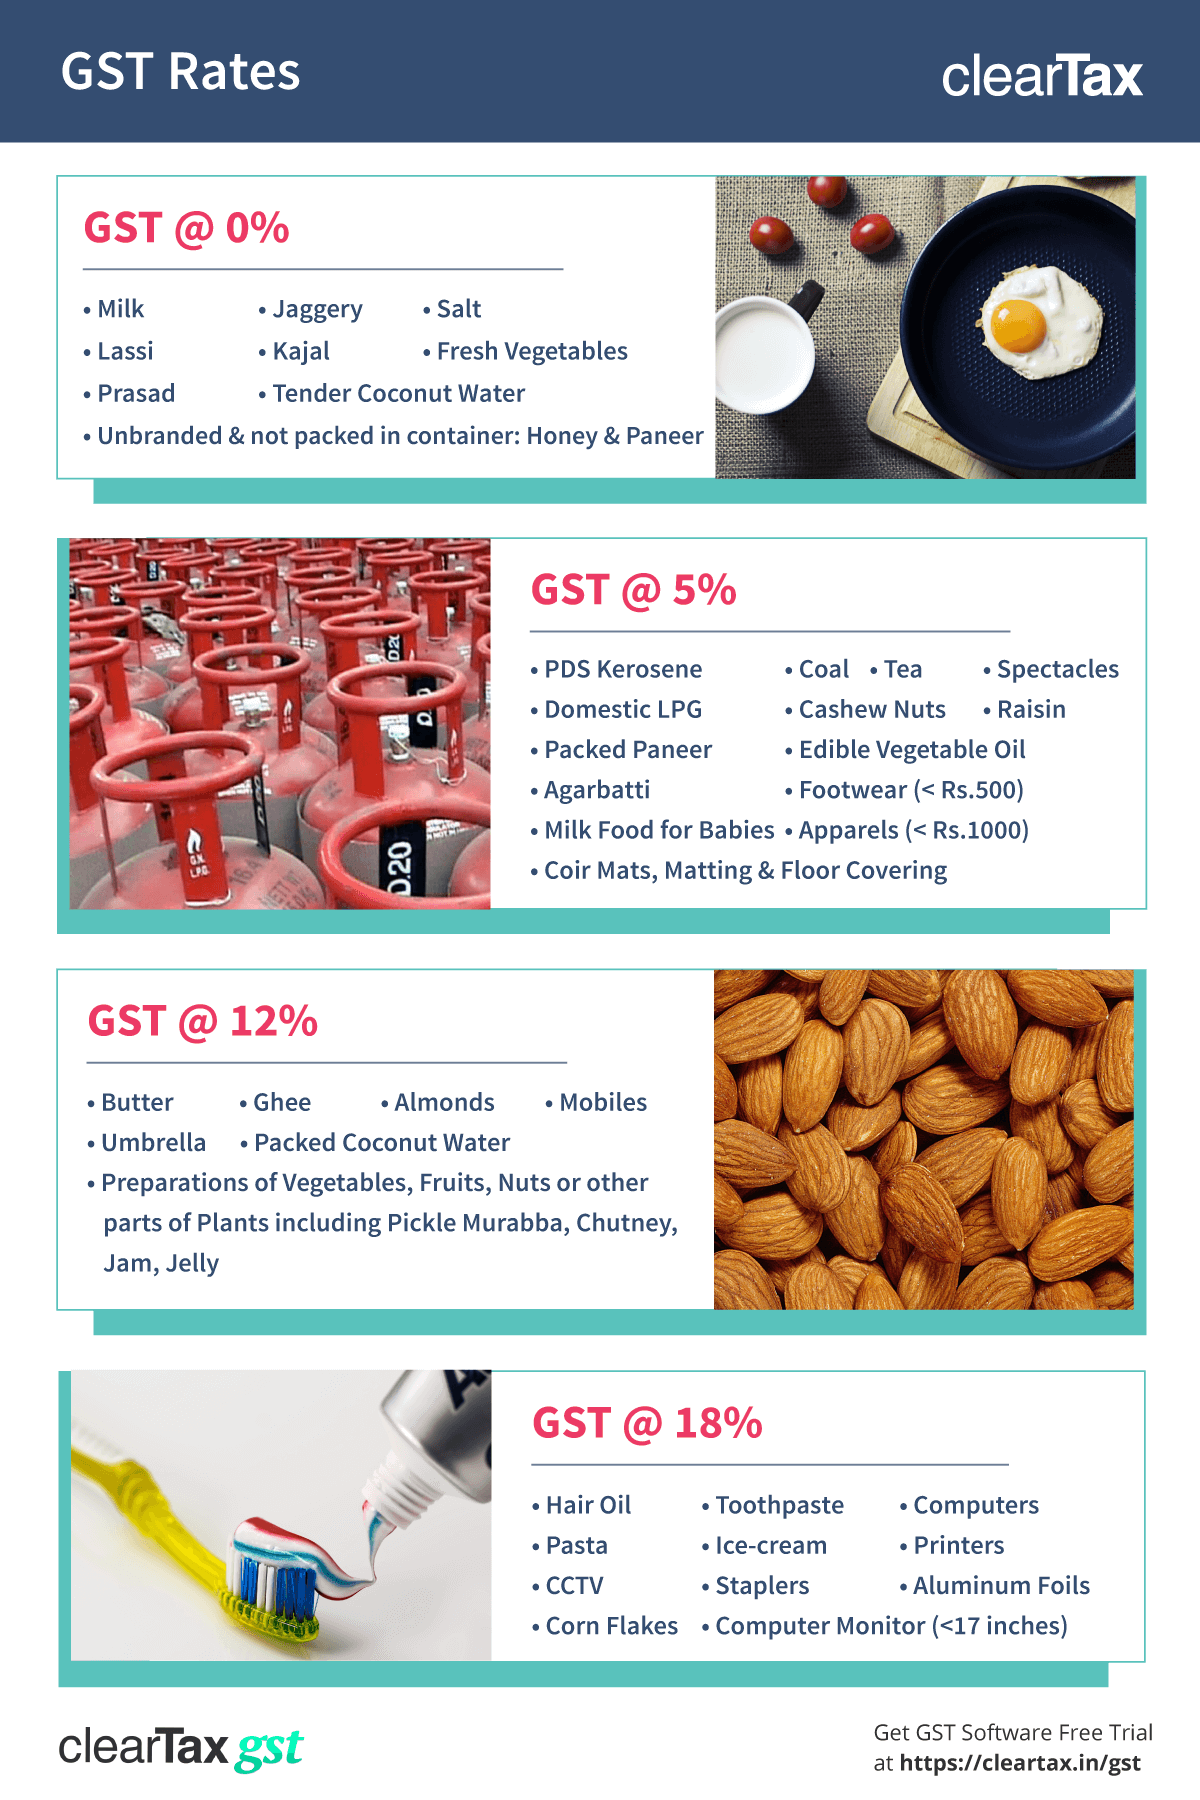 GST Rates
clearTax
GST @ 0%
• Milk • Jaggery • Salt
• Lassi • Kajal • Fresh Vegetables
• Prasad • Tender Coconut Water
• Unbranded & not packed in container: Honey & Paneer
D.20
D.20
D.20
D.20
G.N.
L.P.G.
GST @ 5%
• PDS Kerosene • Coal • Tea • Spectacles
• Domestic LPG • Cashew Nuts • Raisin
• Packed Paneer • Edible Vegetable Oil
• Agarbatti • Footwear (< Rs.500)
• Milk Food for Babies • Apparels (< Rs.1000)
• Coir Mats, Matting & Floor Covering
GST @ 12%
• Butter • Ghee • Almonds • Mobiles
• Umbrella • Packed Coconut Water
• Preparations of Vegetables, Fruits, Nuts or other
parts of Plants including Pickle Murabba, Chutney,
Jam, Jelly
GST @ 18%
• Hair Oil • Toothpaste • Computers
• Pasta • Ice-cream • Printers
• CCTV • Staplers • Aluminum Foils
• Corn Flakes • Computer Monitor (<17 inches)
clearTax gst
Get GST Software Free Trial
at https://cleartax.in/gst